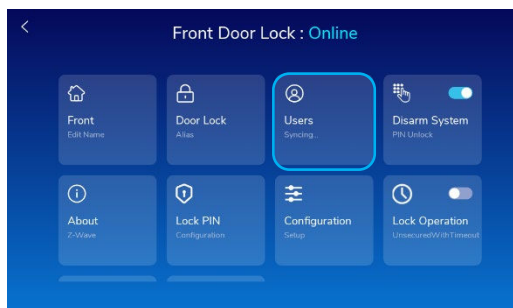 Front Door Lock : Online
Front
Edit Name
Door Lock
Alias
Users
Syncing..
Disarm System
PIN Unlock
About
Z-Wave
Lock PIN
Configuration
Configuration
Setup
Lock Operation
UnsecuredWithTimeout